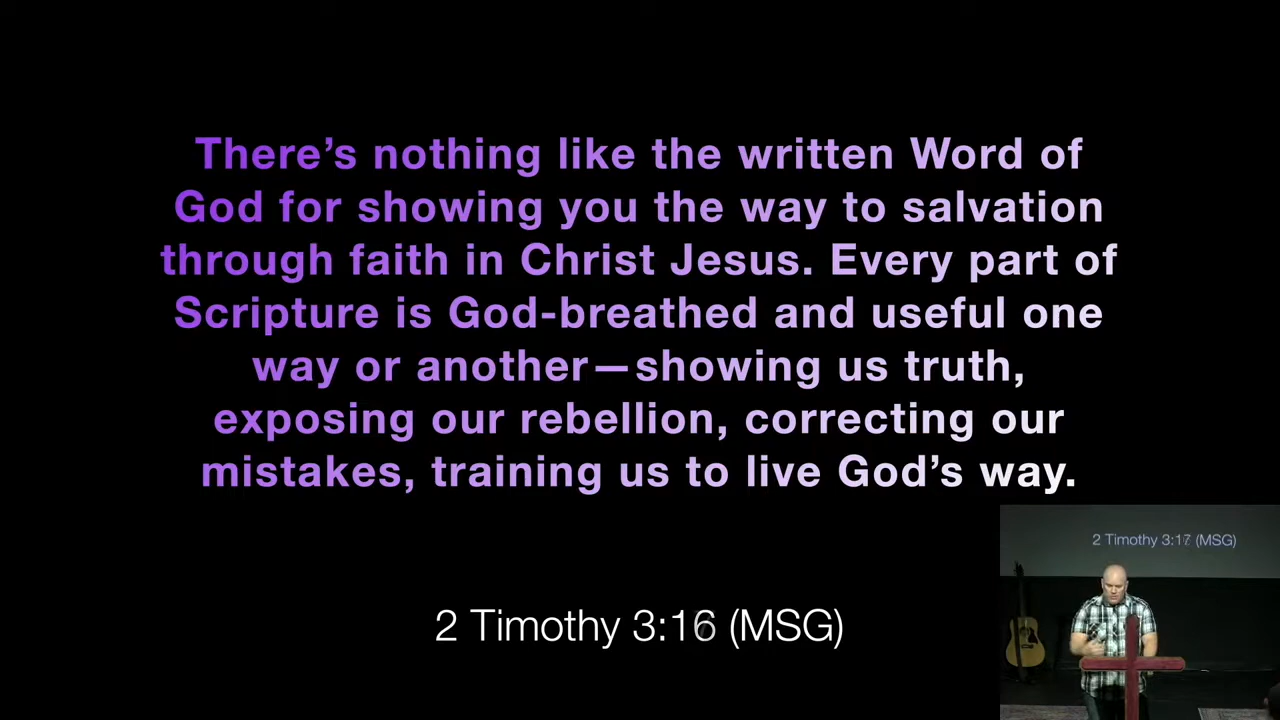 There's nothing like the written Word of
God for showing you the way to salvation
through faith in Christ Jesus. Every part of
Scripture is God-breathed and useful one
way or another—showing us truth,
exposing our rebellion, correcting our
mistakes, training us to live God's way.
2 Timothy 3:16 (MSG)
2 Timothy 3:17 (MSG)